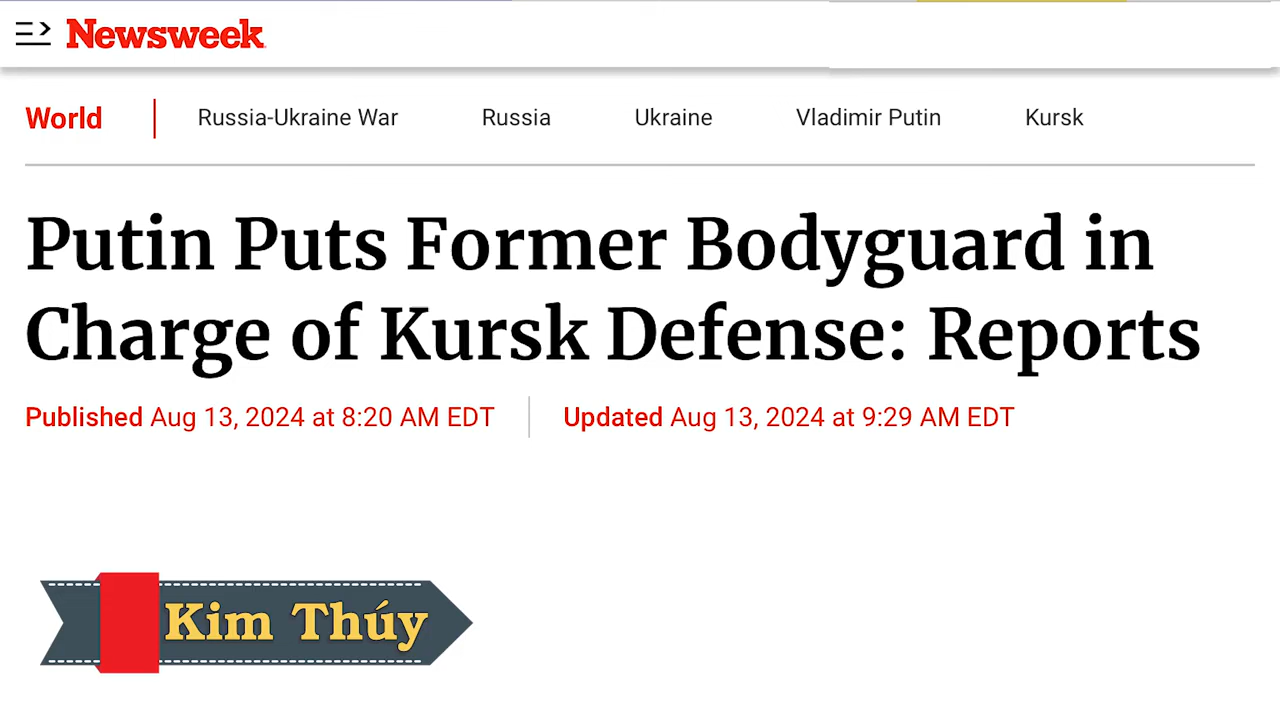 Newsweek
World
Russia-Ukraine War
Russia
Ukraine
Vladimir Putin
Kursk
Putin Puts Former Bodyguard in
Charge of Kursk Defense: Reports
Published Aug 13, 2024 at 8:20 AM EDT
Updated Aug 13, 2024 at 9:29 AM EDT
Kim Thúy